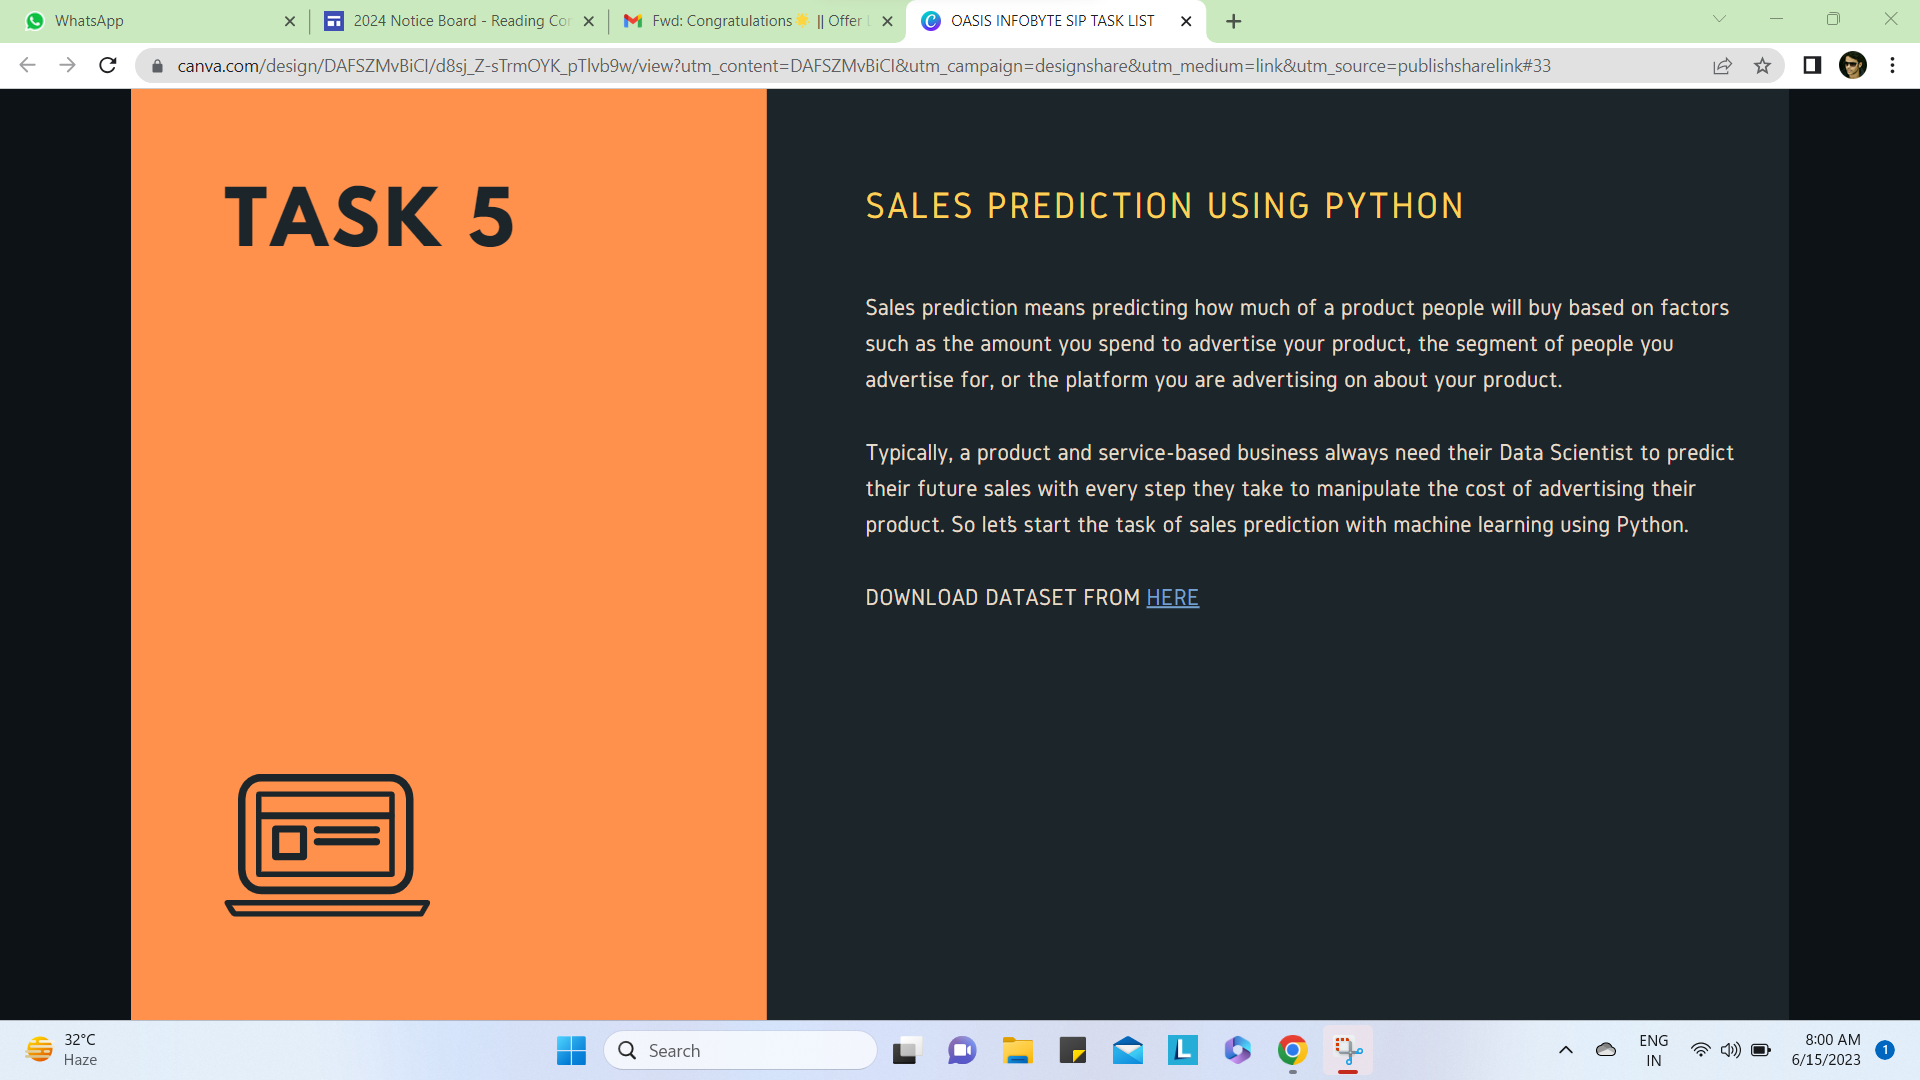 WhatsApp
2024 Notice Board - Reading Cor
Fwd: Congratulations🌟 || Offer L
OASIS INFOBYTE SIP TASK LIST
canva.com/design/DAFSZMvBiCI/d8sj_Z-sTrmOYK_pTlvb9w/view?utm_content=DAFSZMvBiCI&utm_campaign=designshare&utm_medium=link&utm_source=publishsharelink#33
TASK 5
SALES PREDICTION USING PYTHON
Sales prediction means predicting how much of a product people will buy based on factors
such as the amount you spend to advertise your product, the segment of people you
advertise for, or the platform you are advertising on about your product.
Typically, a product and service-based business always need their Data Scientist to predict
their future sales with every step they take to manipulate the cost of advertising their
product. So let's start the task of sales prediction with machine learning using Python.
DOWNLOAD DATASET FROM HERE
32°C
Haze
Search
L
ENG
IN
8:00 AM
6/15/2023
1